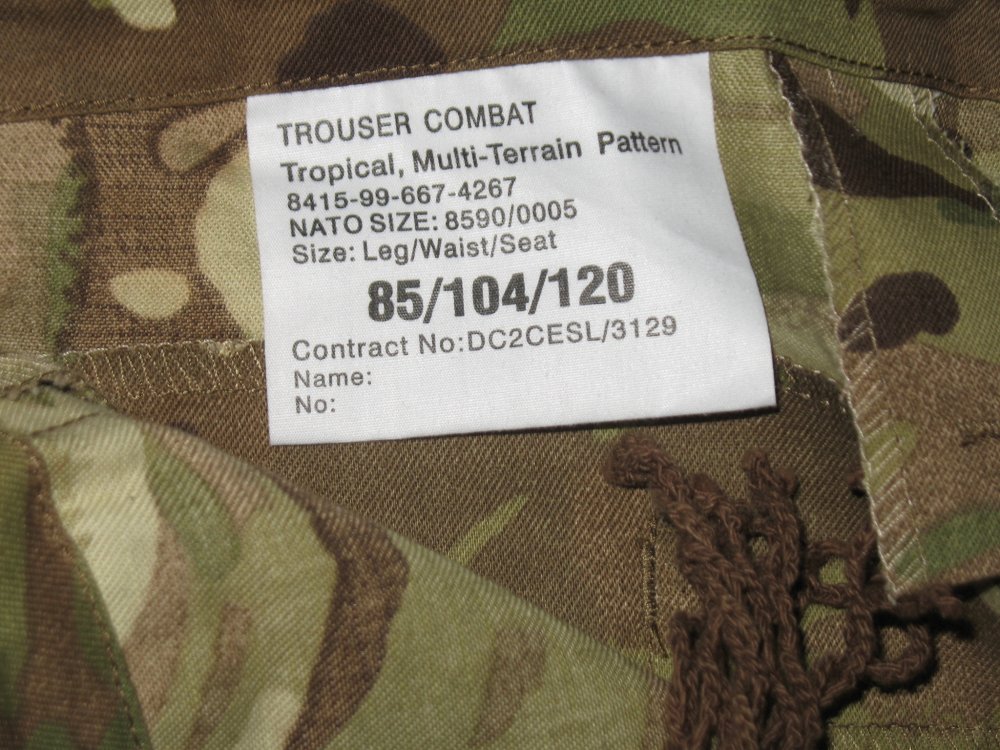 TROUSER COMBAT
Tropical, Multi-Terrain Pattern
8415-99-667-4267
NATO SIZE: 8590/0005
Size: Leg/Waist/Seat
85/104/120
Contract No:DC2CESL/3129
Name:
No: